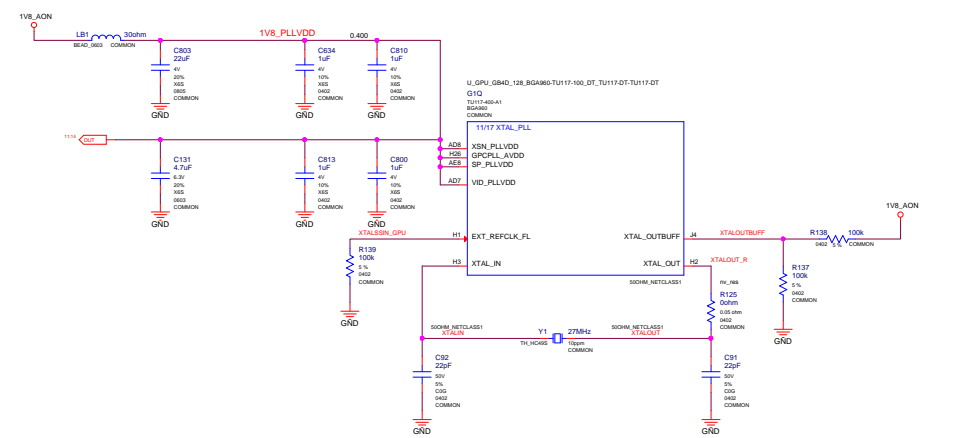 1V8_AON
LB1 30ohm
BEAD_0603 COMMON
1V8_PLLVDD 0.400
C803
22uF
4V
20%
X6S
0805
COMMON
GND
C634
1uF
4V
10%
X6S
0402
COMMON
GND
C810
1uF
4V
10%
X6S
0402
COMMON
GND
OUT
C131
4.7uF
6.3V
20%
X6S
0603
COMMON
GND
C813
1uF
4V
10%
X6S
0402
COMMON
GND
C800
1uF
4V
10%
X6S
0402
COMMON
GND
U_GPU_GB4D_128_BGA960-TU117-100_DT_TU117-DT-TU117-DT
G1Q
TU117-400-A1
BGA960
COMMON
11/17 XTAL_PLL
AD8 XSN_PLLVDD
H26 GPCPLL_AVDD
AE8 SP_PLLVDD
AD7 VID_PLLVDD
XTALSSIN_GPU H1 EXT_REFCLK_FL
H3 XTAL_IN
XTAL_OUTBUFF J4 XTALOUTBUFF
XTAL_OUT H2 XTALOUT_R
50OHM_NETCLASS1
R139
100k
5 %
0402
COMMON
GND
1V8_AON
R138 100k
0402 5 % COMMON
R137
100k
5 %
0402
COMMON
GND
mr_res
R125
0ohm
0.05 ohm
0402
COMMON
50OHM_NETCLASS1
XTALIN
Y1 27MHz
TH_HC49S 10ppm
COMMON
50OHM_NETCLASS1
XTALOUT
C92
22pF
50V
5%
C0G
0402
COMMON
GND
C91
22pF
50V
5%
C0G
0402
COMMON
GND